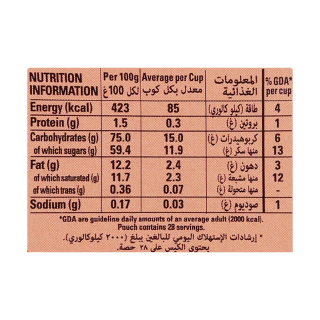 NUTRITION INFORMATION Per 100g لكل 100غ Average per Cup معدل بكل كوب المعلومات الغذائية % GDA* per cup
Energy (kcal) 423 85 طاقة (كيلو كالوري) 4
Protein (g) 1.5 0.3 بروتين (غ) 1
Carbohydrates (g) 75.0 15.0 كربوهيدرات (غ) 6
of which sugars (g) 59.4 11.9 منها سكر (غ) 13
Fat (g) 12.2 2.4 دهون (غ) 3
of which saturated (g) 11.7 2.3 منها مشبعة (غ) 12
of which trans (g) 0.36 0.07 منها متحولة (غ) -
Sodium (g) 0.17 0.03 صوديوم (غ) 1
*GDA are guideline daily amounts of an average adult (2000 kcal).
Pouch contains 28 servings.
* إرشادات الإستهلاك اليومي للبالغين يبلغ (٢٠٠٠ كيلوكالوري).
يحتوي الكيس على ٢٨ حصة.